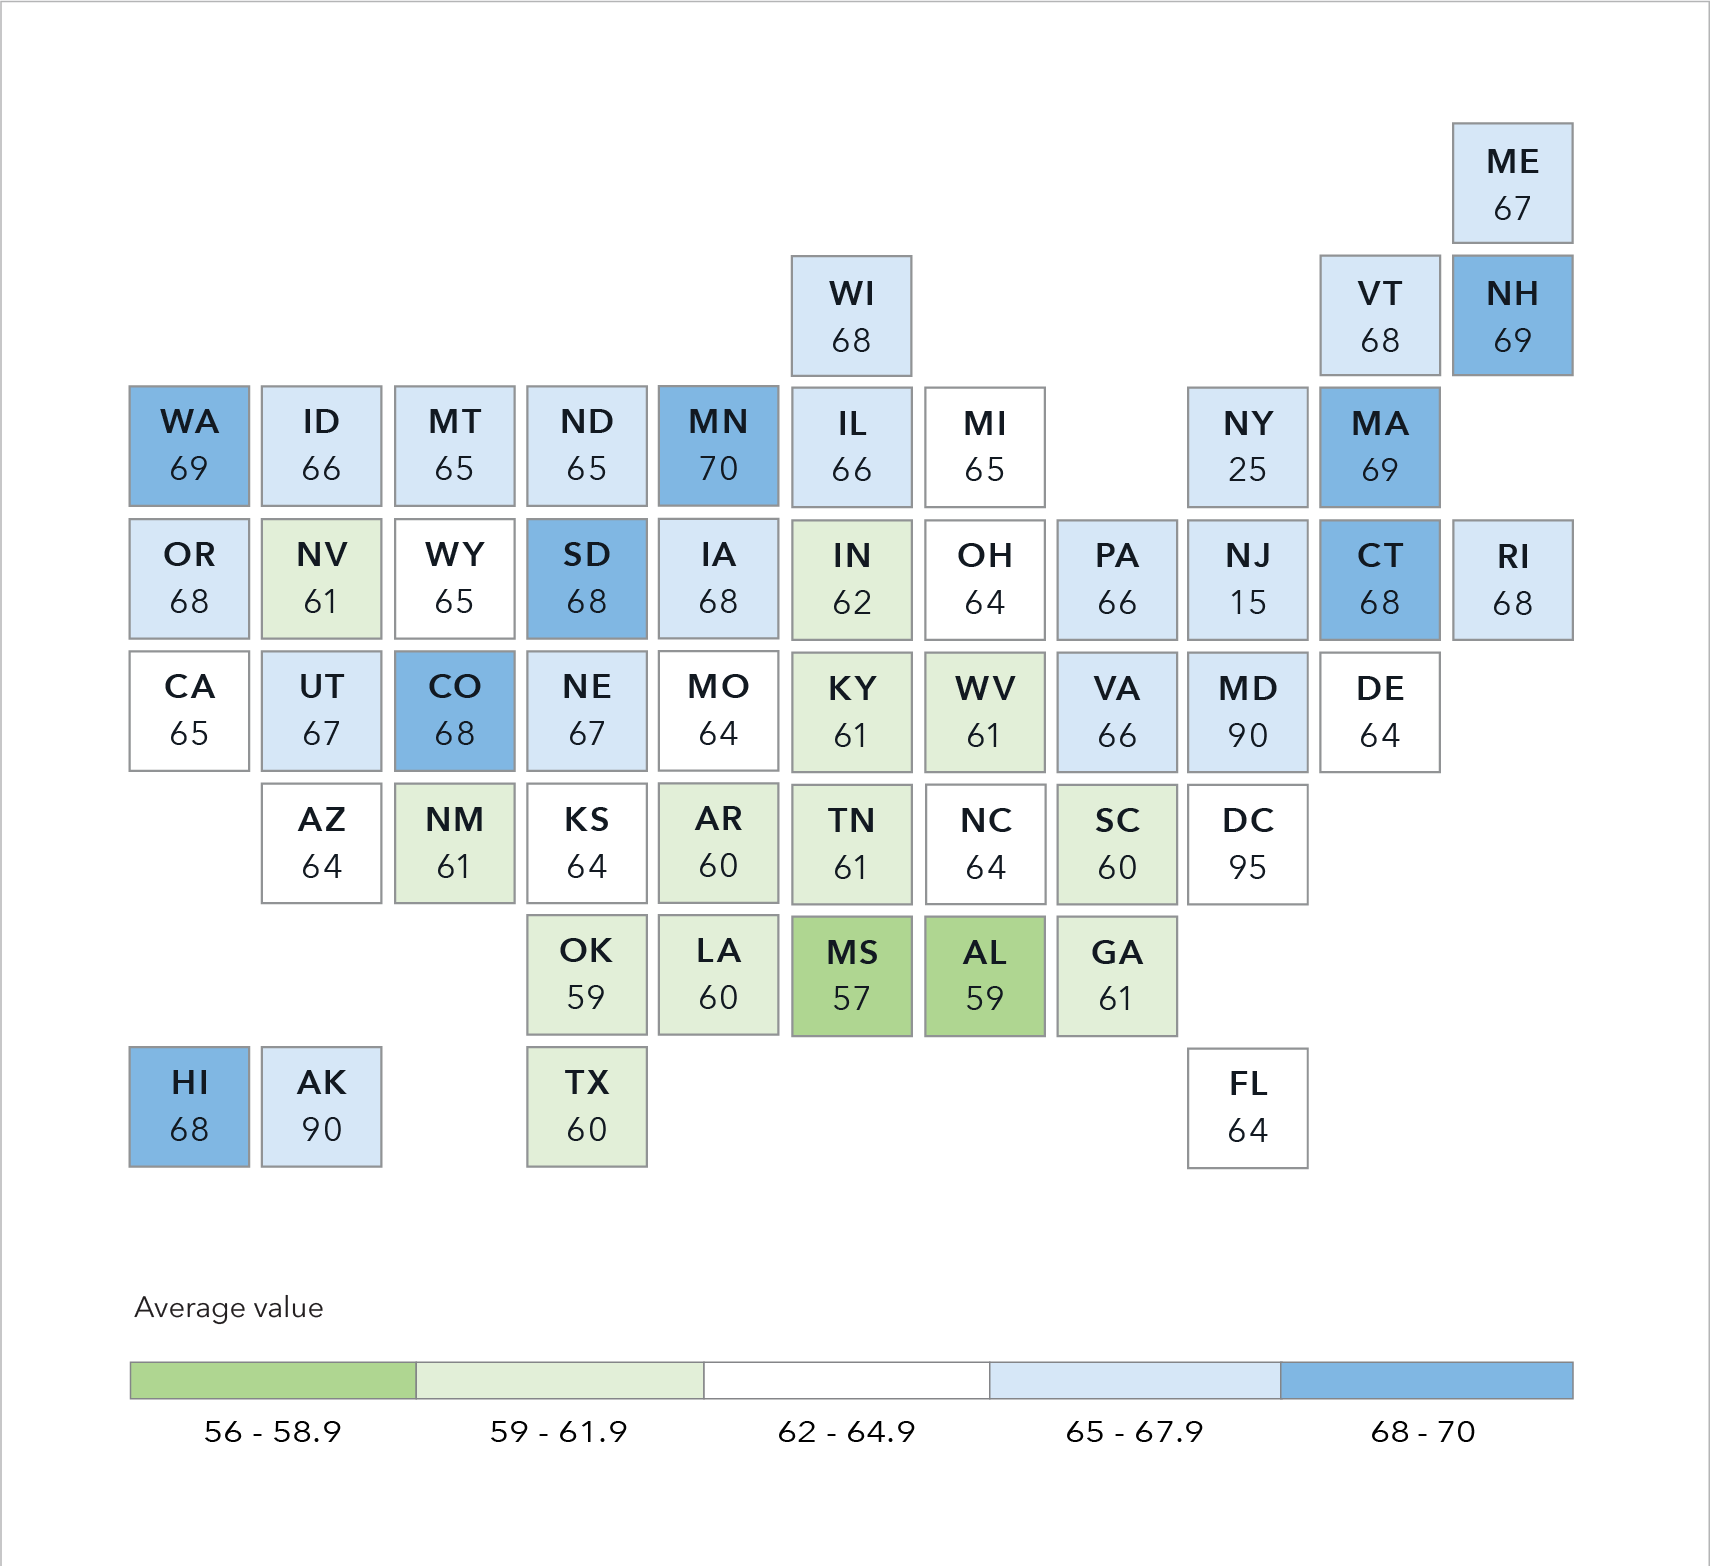 ME
67
WI
68
VT
68
NH
69
WA
69
ID
66
MT
65
ND
65
MN
70
IL
66
MI
65
NY
25
MA
69
OR
68
NV
61
WY
65
SD
68
IA
68
IN
62
OH
64
PA
66
NJ
15
CT
68
RI
68
CA
65
UT
67
CO
68
NE
67
MO
64
KY
61
WV
61
VA
66
MD
90
DE
64
AZ
64
NM
61
KS
64
AR
60
TN
61
NC
64
SC
60
DC
95
OK
59
LA
60
MS
57
AL
59
GA
61
HI
68
AK
90
TX
60
FL
64
Average value
56 - 58.9
59 - 61.9
62 - 64.9
65 - 67.9
68 - 70